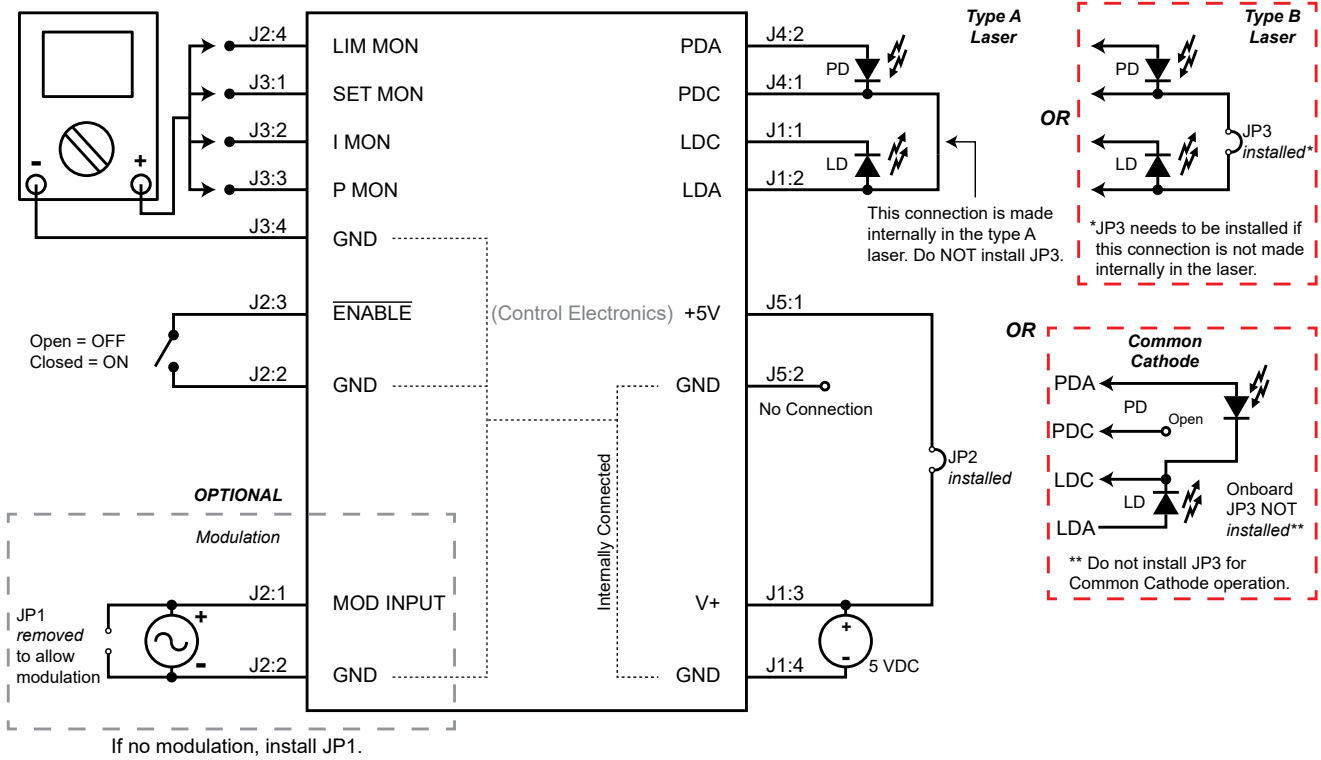 J2:4
LIM MON
J3:1
SET MON
J3:2
I MON
J3:3
P MON
J3:4
GND
-
+
J2:3
ENABLE
Open = OFF
Closed = ON
J2:2
GND
(Control Electronics)
Internally Connected
OPTIONAL
Modulation
J2:1
MOD INPUT
JP1
removed
to allow
modulation
+
-
J2:2
GND
If no modulation, install JP1.
PDA
J4:2
PD
PDC
J4:1
LDC
J1:1
LD
LDA
J1:2
Type A
Laser
This connection is made
internally in the type A
laser. Do NOT install JP3.
+5V
J5:1
GND
J5:2
No Connection
JP2
installed
V+
J1:3
+
-
5 VDC
GND
J1:4
OR
Type B
Laser
PD
LD
JP3
installed*
*JP3 needs to be installed if
this connection is not made
internally in the laser.
OR
Common
Cathode
PDA
PD
PDC
Open
LDC
LD
LDA
Onboard
JP3 NOT
installed**
** Do not install JP3 for
Common Cathode operation.